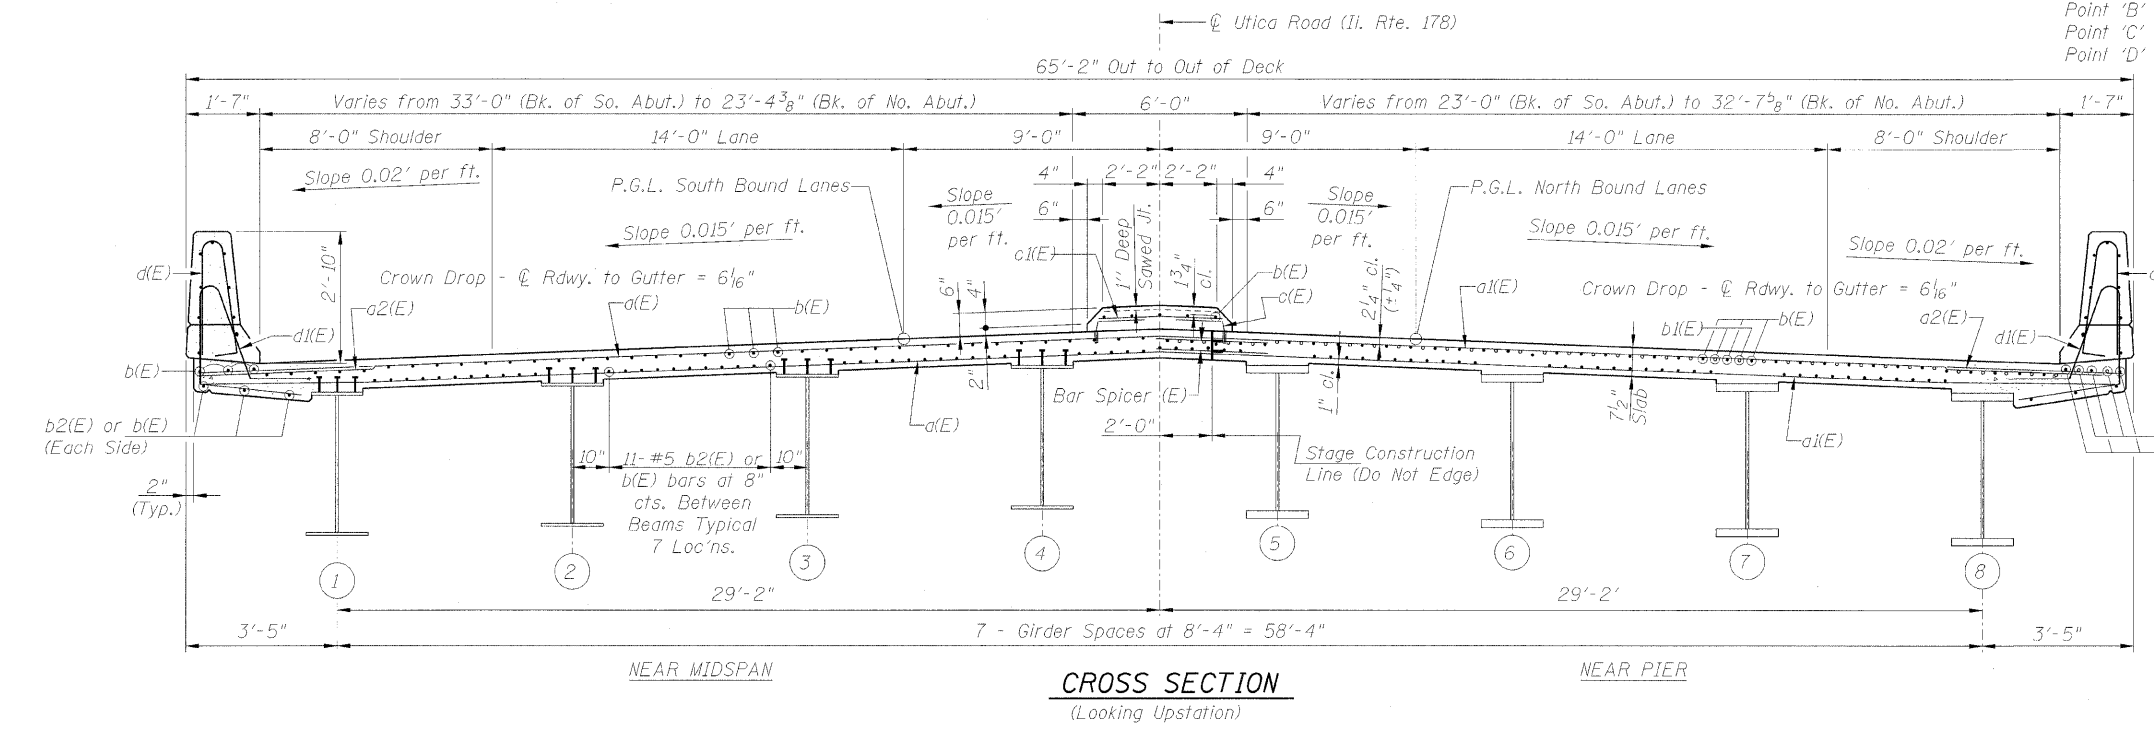 ℄ Utica Road (Il. Rte. 178)
Point 'B'
Point 'C'
Point 'D'
65'-2" Out to Out of Deck
1'-7"
Varies from 33'-0" (Bk. of So. Abut.) to 23'-4 3/8" (Bk. of No. Abut.)
6'-0"
Varies from 23'-0" (Bk. of So. Abut.) to 32'-7 5/8" (Bk. of No. Abut.)
1'-7"
8'-0" Shoulder
14'-0" Lane
9'-0"
9'-0"
14'-0" Lane
8'-0" Shoulder
Slope 0.02' per ft.
P.G.L. South Bound Lanes
Slope
0.015'
per ft.
4"
2'-2"
2'-2"
4"
6"
6"
Slope
0.015'
per ft.
P.G.L. North Bound Lanes
Slope 0.015' per ft.
Slope 0.015' per ft.
Slope 0.02' per ft.
d(E)
2'-10"
Crown Drop - ℄ Rdwy. to Gutter = 6 1/16"
c1(E)
1" Deep
Sawed Jt.
1 3/4"
cl.
b(E)
c(E)
2 1/4" cl.
(± 1/4")
a1(E)
Crown Drop - ℄ Rdwy. to Gutter = 6 1/16"
a2(E)
a(E)
b(E)
6"
4"
b1(E)
b(E)
a2(E)
d1(E)
d1(E)
b(E)
2"
Bar Spicer (E)
1" cl.
7 1/2"
Slab
b2(E) or b(E)
(Each Side)
a(E)
2'-0"
a1(E)
10"
11-#5 b2(E) or
b(E) bars at 8"
cts. Between
Beams Typical
7 Loc'ns.
10"
Stage Construction
Line (Do Not Edge)
2"
(Typ.)
1
2
3
4
5
6
7
8
29'-2"
29'-2'
3'-5"
7 - Girder Spaces at 8'-4" = 58'-4"
3'-5"
NEAR MIDSPAN
NEAR PIER
CROSS SECTION
(Looking Upstation)